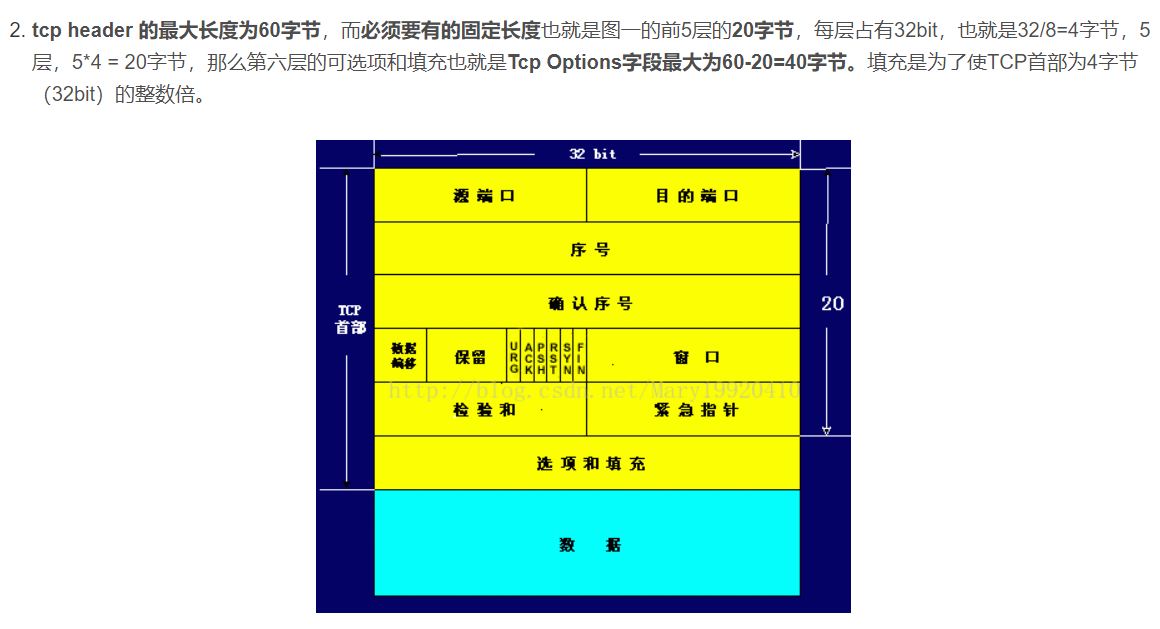 2. tcp header 的最大长度为60字节，而必须要有的固定长度也就是图一的前5层的20字节，每层占有32bit，也就是32/8=4字节，5
层，5*4 = 20字节，那么第六层的可选项和填充也就是Tcp Options字段最大为60-20=40字节。填充是为了使TCP首部为4字节
（32bit）的整数倍。
32 bit
源端口 目的端口
序号
确认序号
TCP
首部
20
数据
偏移
保留
URG
ACK
PSH
RST
SYN
FIN
窗口
http://blog.csdn.net/Mary19920410
检验和 紧急指针
选项和填充
数据